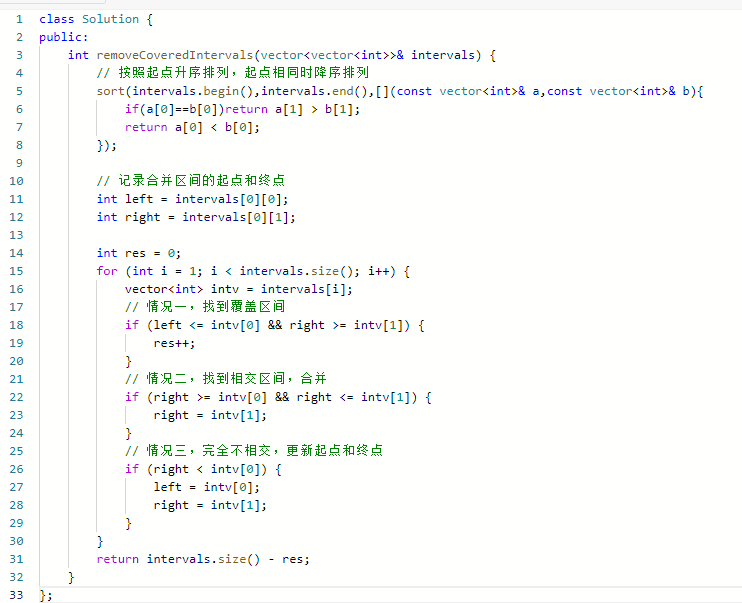 1 class Solution {
2 public:
3     int removeCoveredIntervals(vector<vector<int>>& intervals) {
4         // 按照起点升序排列，起点相同时降序排列
5         sort(intervals.begin(),intervals.end(),[](const vector<int>& a,const vector<int>& b){
6             if(a[0]==b[0])return a[1] > b[1];
7             return a[0] < b[0];
8         });
9
10         // 记录合并区间的起点和终点
11         int left = intervals[0][0];
12         int right = intervals[0][1];
13
14         int res = 0;
15         for (int i = 1; i < intervals.size(); i++) {
16             vector<int> intv = intervals[i];
17             // 情况一，找到覆盖区间
18             if (left <= intv[0] && right >= intv[1]) {
19                 res++;
20             }
21             // 情况二，找到相交区间，合并
22             if (right >= intv[0] && right <= intv[1]) {
23                 right = intv[1];
24             }
25             // 情况三，完全不相交，更新起点和终点
26             if (right < intv[0]) {
27                 left = intv[0];
28                 right = intv[1];
29             }
30         }
31         return intervals.size() - res;
32     }
33 };